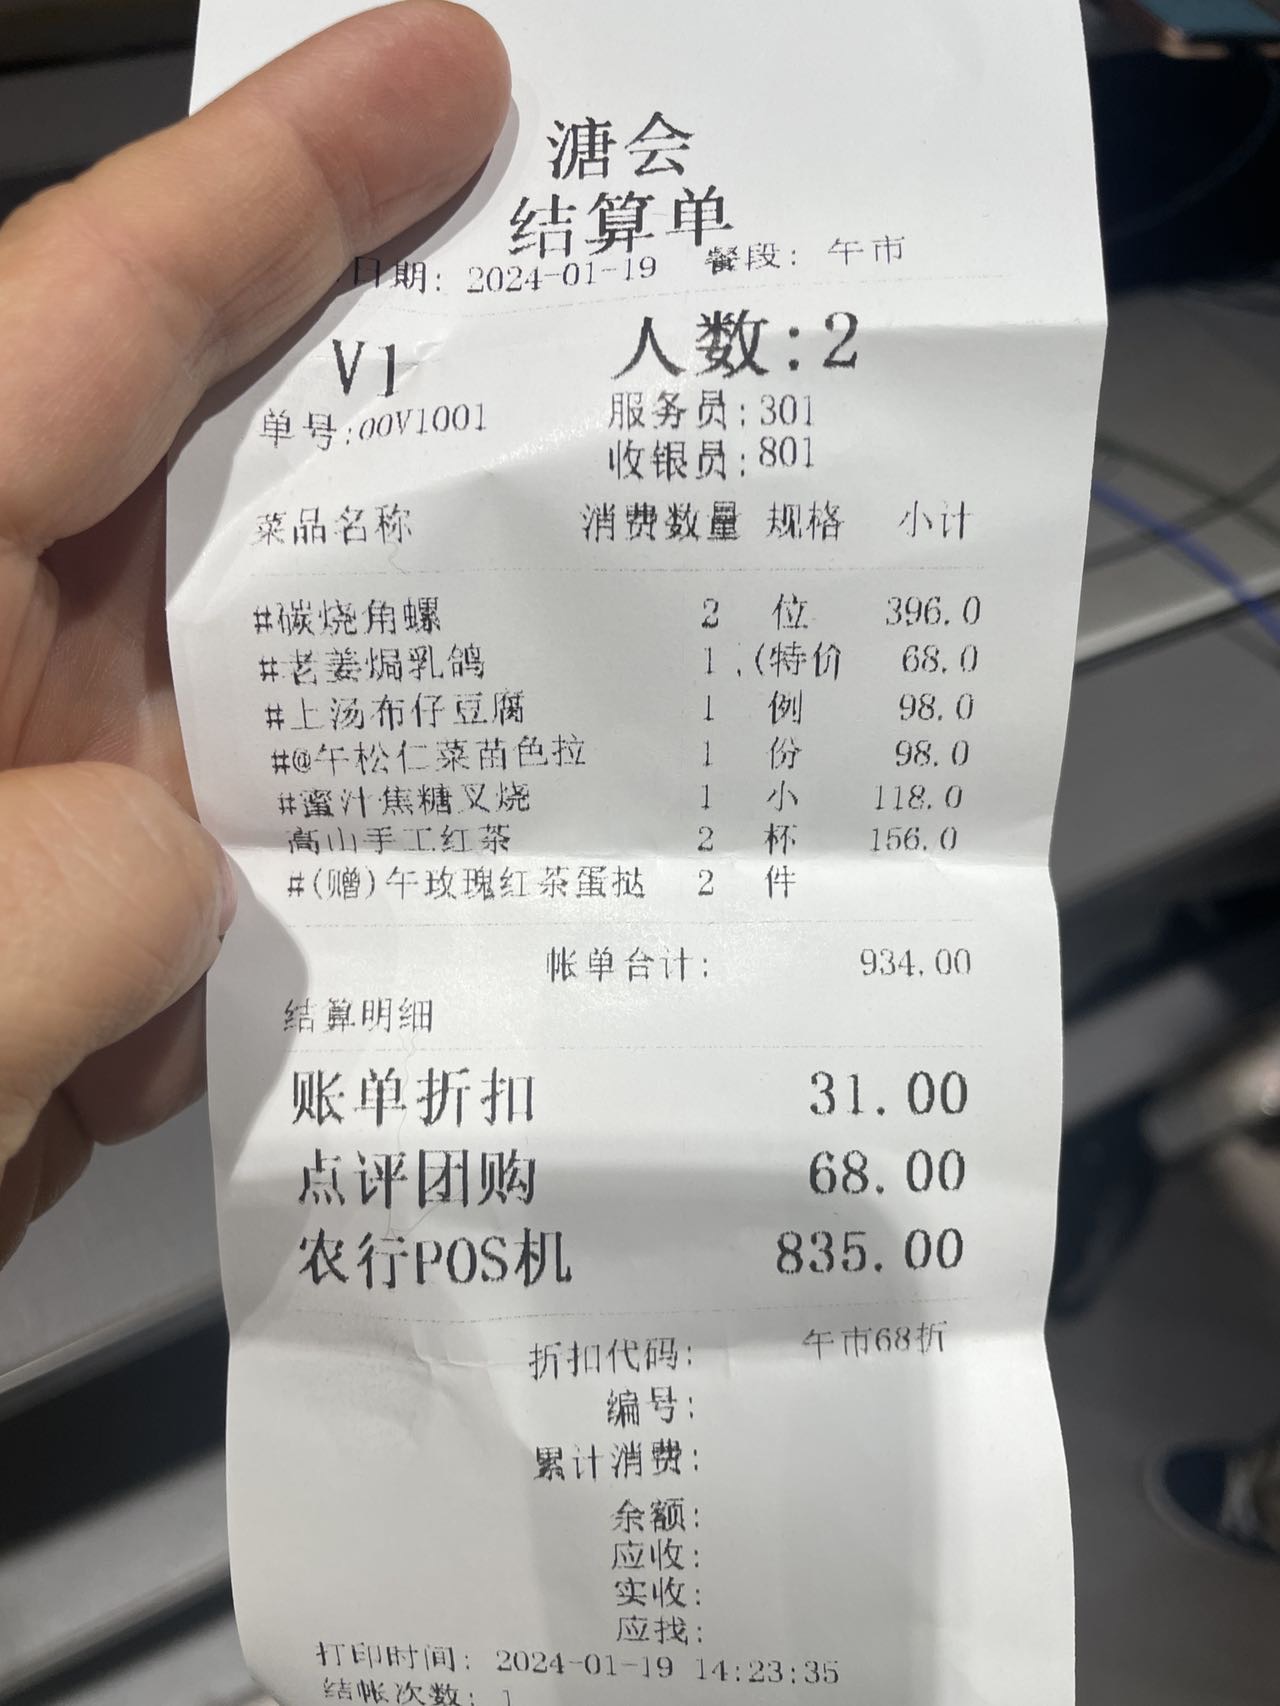 溏会
结算单
日期: 2024-01-19 餐段: 午市
V1 人数:2
单号:00V1001 服务员:301
收银员:801
菜品名称 消费数量 规格 小计
#碳烧角螺 2 位 396.0
#老姜焗乳鸽 1 .(特价 68.0
#上汤布仔豆腐 1 例 98.0
#@午松仁菜苗色拉 1 份 98.0
#蜜汁焦糖叉烧 1 小 118.0
高山手工红茶 2 杯 156.0
#(赠)午玫瑰红茶蛋挞 2 件
帐单合计: 934.00
结算明细
账单折扣 31.00
点评团购 68.00
农行POS机 835.00
折扣代码: 午市68折
编号:
累计消费:
余额:
应收:
实收:
应找:
打印时间: 2024-01-19 14:23:35
结帐次数: 1